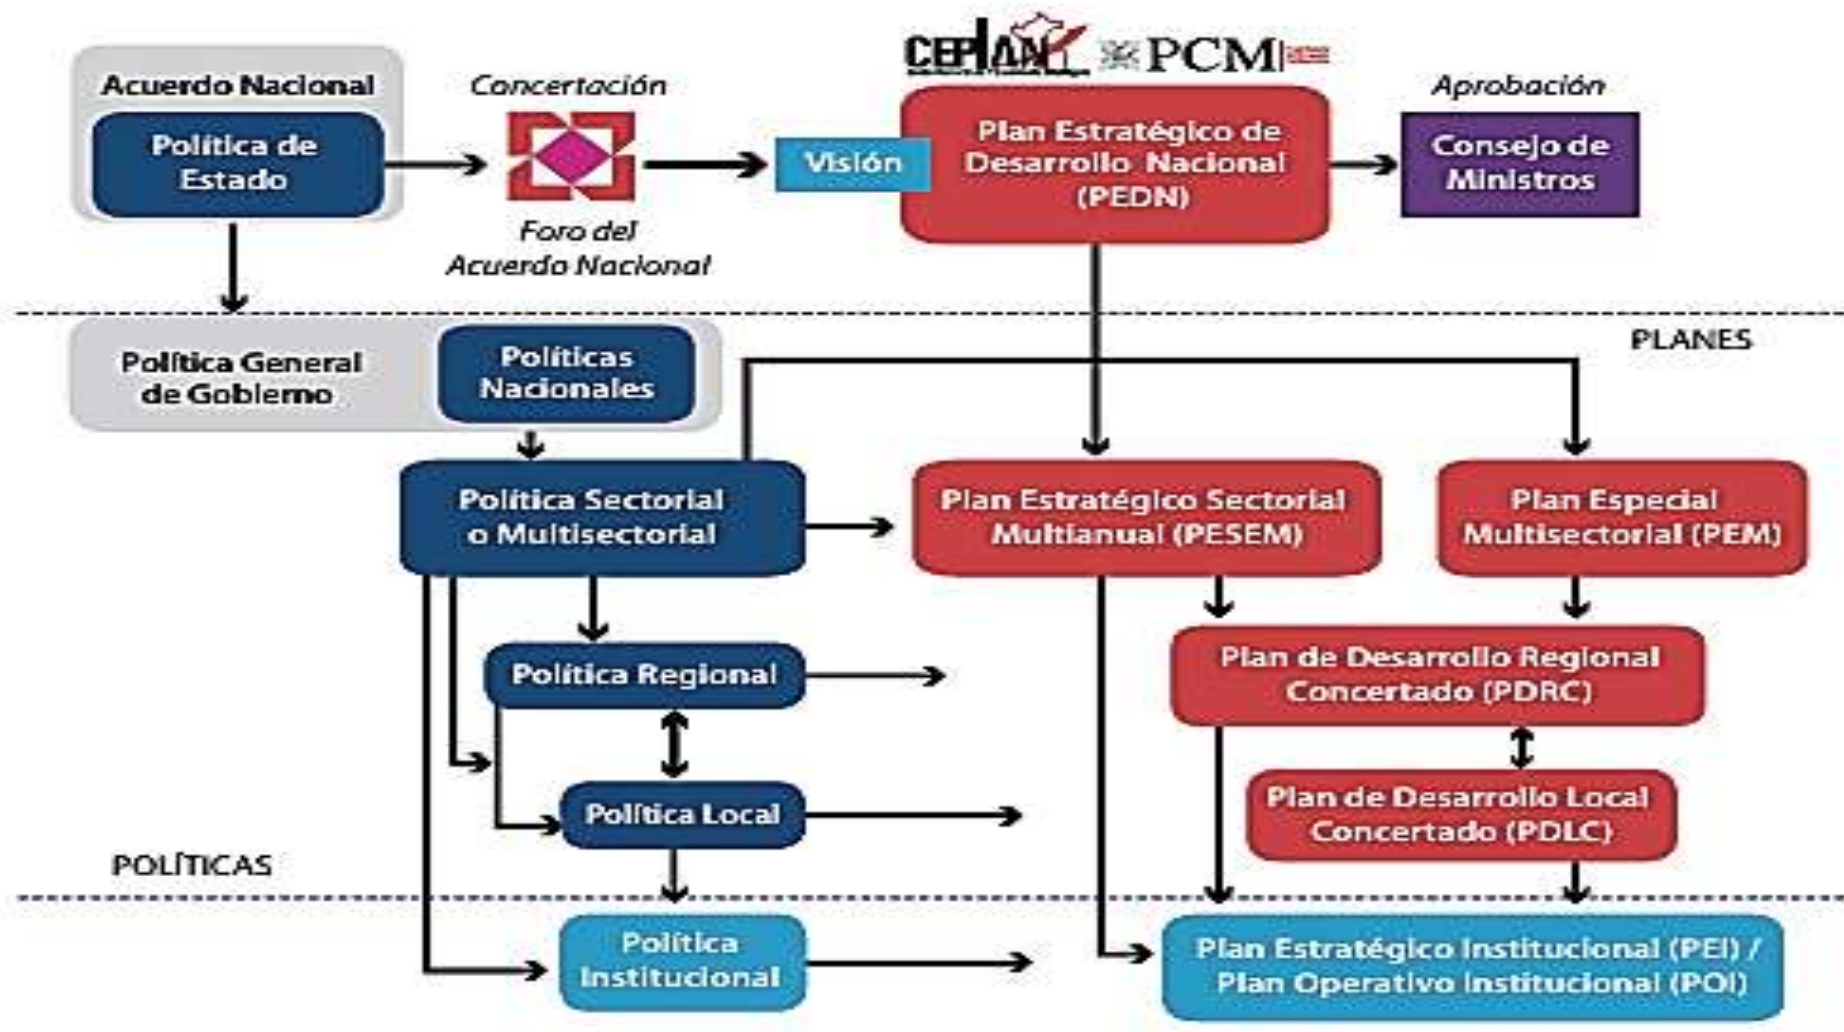 CEPLAN
PCM
Acuerdo Nacional
Política de
Estado
Concertación
Foro del
Acuerdo Nacional
Visión
Plan Estratégico de
Desarrollo Nacional
(PEDN)
Aprobación
Consejo de
Ministros
PLANES
Política General
de Gobierno
Políticas
Nacionales
Política Sectorial
o Multisectorial
Plan Estratégico Sectorial
Multianual (PESEM)
Plan Especial
Multisectorial (PEM)
Política Regional
Plan de Desarrollo Regional
Concertado (PDRC)
Política Local
Plan de Desarrollo Local
Concertado (PDLC)
POLÍTICAS
Política
Institucional
Plan Estratégico Institucional (PEI) /
Plan Operativo Institucional (POI)